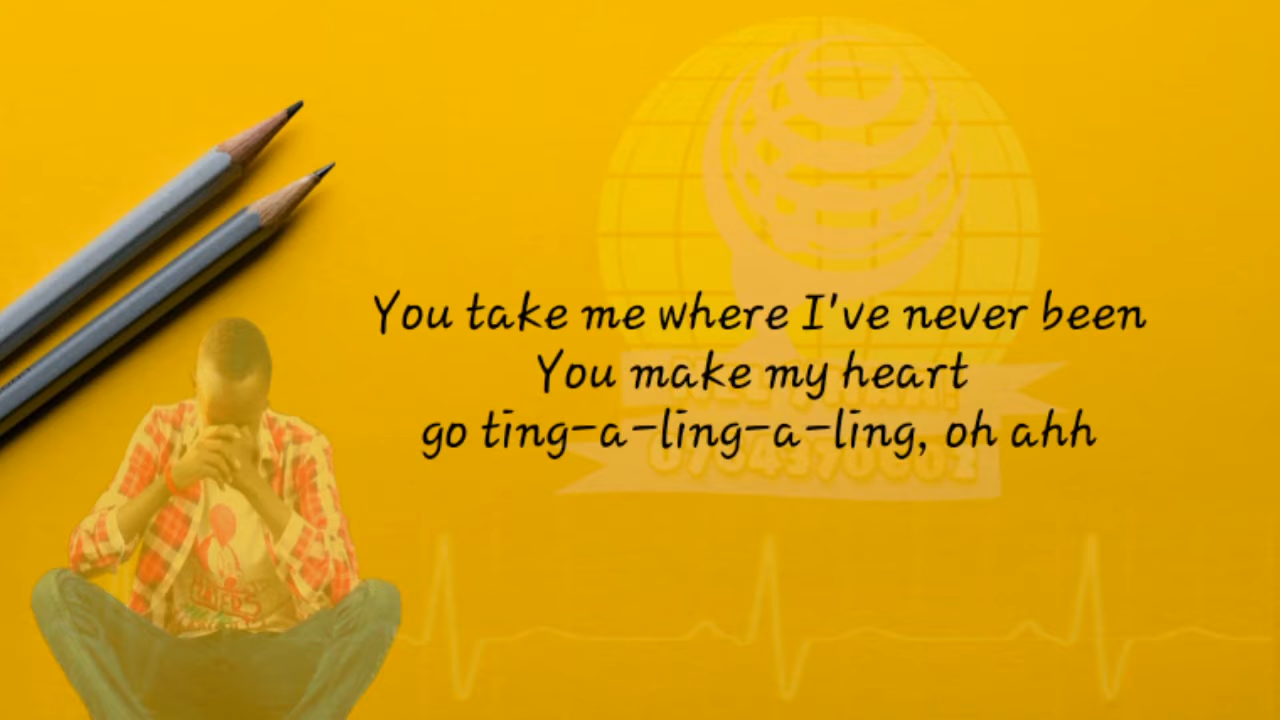 You take me where I've never been
You make my heart
go ting-a-ling-a-ling, oh ahh